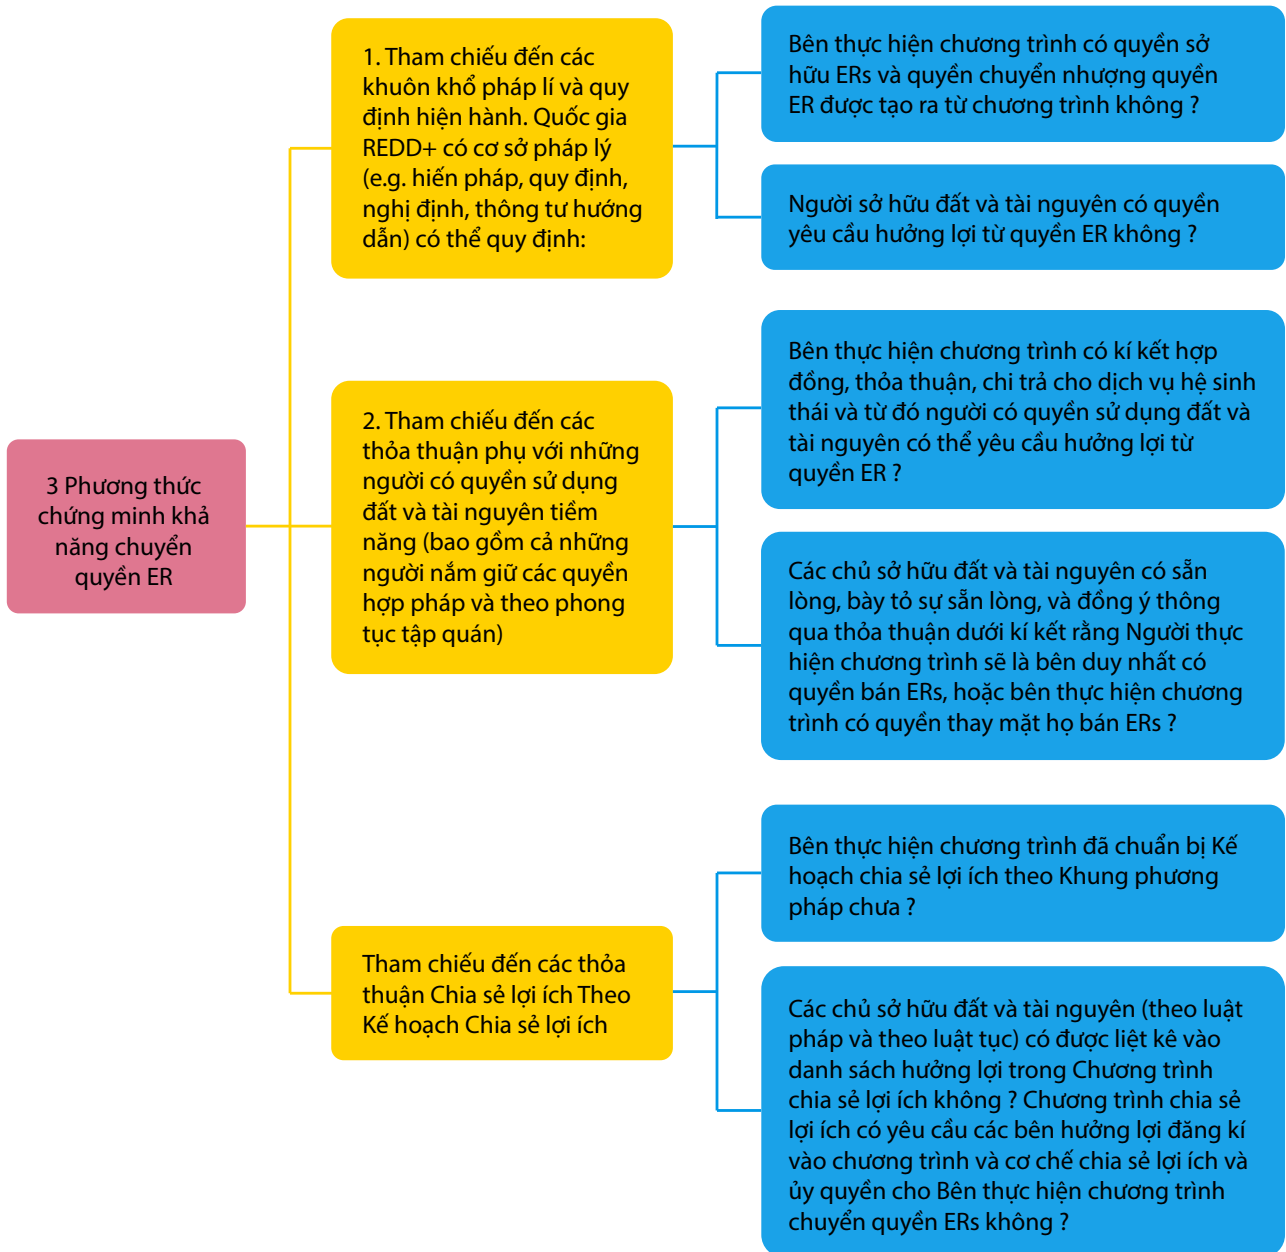 3 Phương thức
chứng minh khả
năng chuyển
quyền ER
1. Tham chiếu đến các
khuôn khổ pháp lí và quy
định hiện hành. Quốc gia
REDD+ có cơ sở pháp lý
(e.g. hiến pháp, quy định,
nghị định, thông tư hướng
dẫn) có thể quy định:
Bên thực hiện chương trình có quyền sở
hữu ERs và quyền chuyển nhượng quyền
ER được tạo ra từ chương trình không ?
Người sở hữu đất và tài nguyên có quyền
yêu cầu hưởng lợi từ quyền ER không ?
2. Tham chiếu đến các
thỏa thuận phụ với những
người có quyền sử dụng
đất và tài nguyên tiềm
năng (bao gồm cả những
người nắm giữ các quyền
hợp pháp và theo phong
tục tập quán)
Bên thực hiện chương trình có kí kết hợp
đồng, thỏa thuận, chi trả cho dịch vụ hệ sinh
thái và từ đó người có quyền sử dụng đất và
tài nguyên có thể yêu cầu hưởng lợi từ
quyền ER ?
Các chủ sở hữu đất và tài nguyên có sẵn
lòng, bày tỏ sự sẵn lòng, và đồng ý thông
qua thỏa thuận dưới kí kết rằng Người thực
hiện chương trình sẽ là bên duy nhất có
quyền bán ERs, hoặc bên thực hiện chương
trình có quyền thay mặt họ bán ERs ?
Tham chiếu đến các thỏa
thuận Chia sẻ lợi ích Theo
Kế hoạch Chia sẻ lợi ích
Bên thực hiện chương trình đã chuẩn bị Kế
hoạch chia sẻ lợi ích theo Khung phương
pháp chưa ?
Các chủ sở hữu đất và tài nguyên (theo luật
pháp và theo luật tục) có được liệt kê vào
danh sách hưởng lợi trong Chương trình
chia sẻ lợi ích không ? Chương trình chia sẻ
lợi ích có yêu cầu các bên hưởng lợi đăng kí
vào chương trình và cơ chế chia sẻ lợi ích và
ủy quyền cho Bên thực hiện chương trình
chuyển quyền ERs không ?